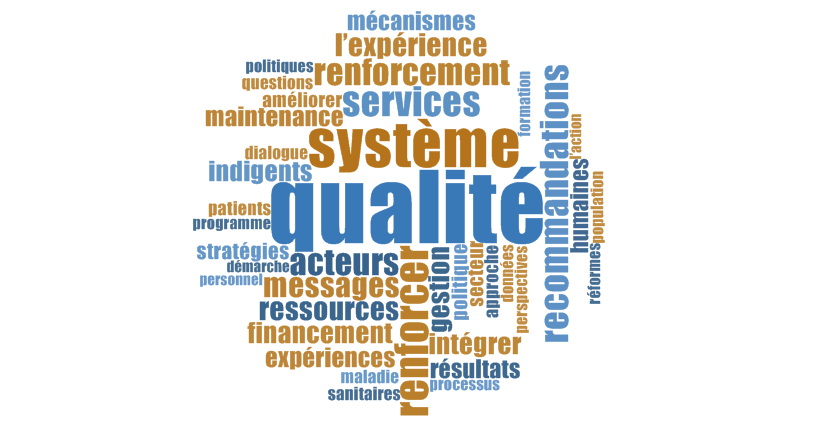 mécanismes
l'expérience
politiques
renforcement
questions
formation
améliorer
services
recommandations
maintenance
l'action
système
dialogue
indigents
humaines
qualité
population
patients
programme
stratégies
acteurs
renforcer
gestion
politique
secteur
approche
données
perspectives
réformes
démarche
personnel
messages
ressources
financement
intégrer
expériences
résultats
maladie
processus
sanitaires